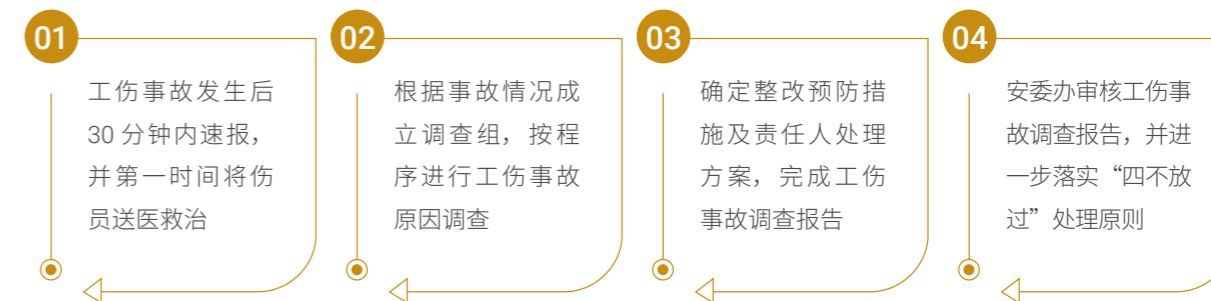 01
工伤事故发生后
30 分钟内速报，
并第一时间将伤
员送医救治
02
根据事故情况成
立调查组，按程
序进行工伤事故
原因调查
03
确定整改预防措
施及责任人处理
方案，完成工伤
事故调查报告
04
安委办审核工伤事
故调查报告，并进
一步落实“四不放
过”处理原则